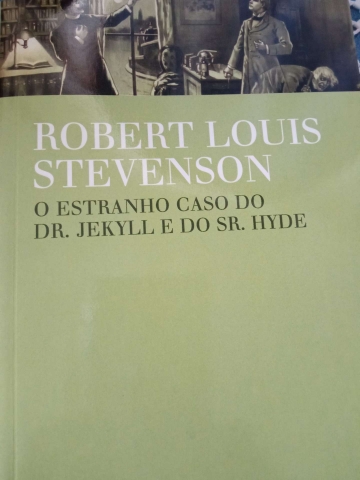 ROBERT LOUIS
STEVENSON
O ESTRANHO CASO DO
DR. JEKYLL E DO SR. HYDE